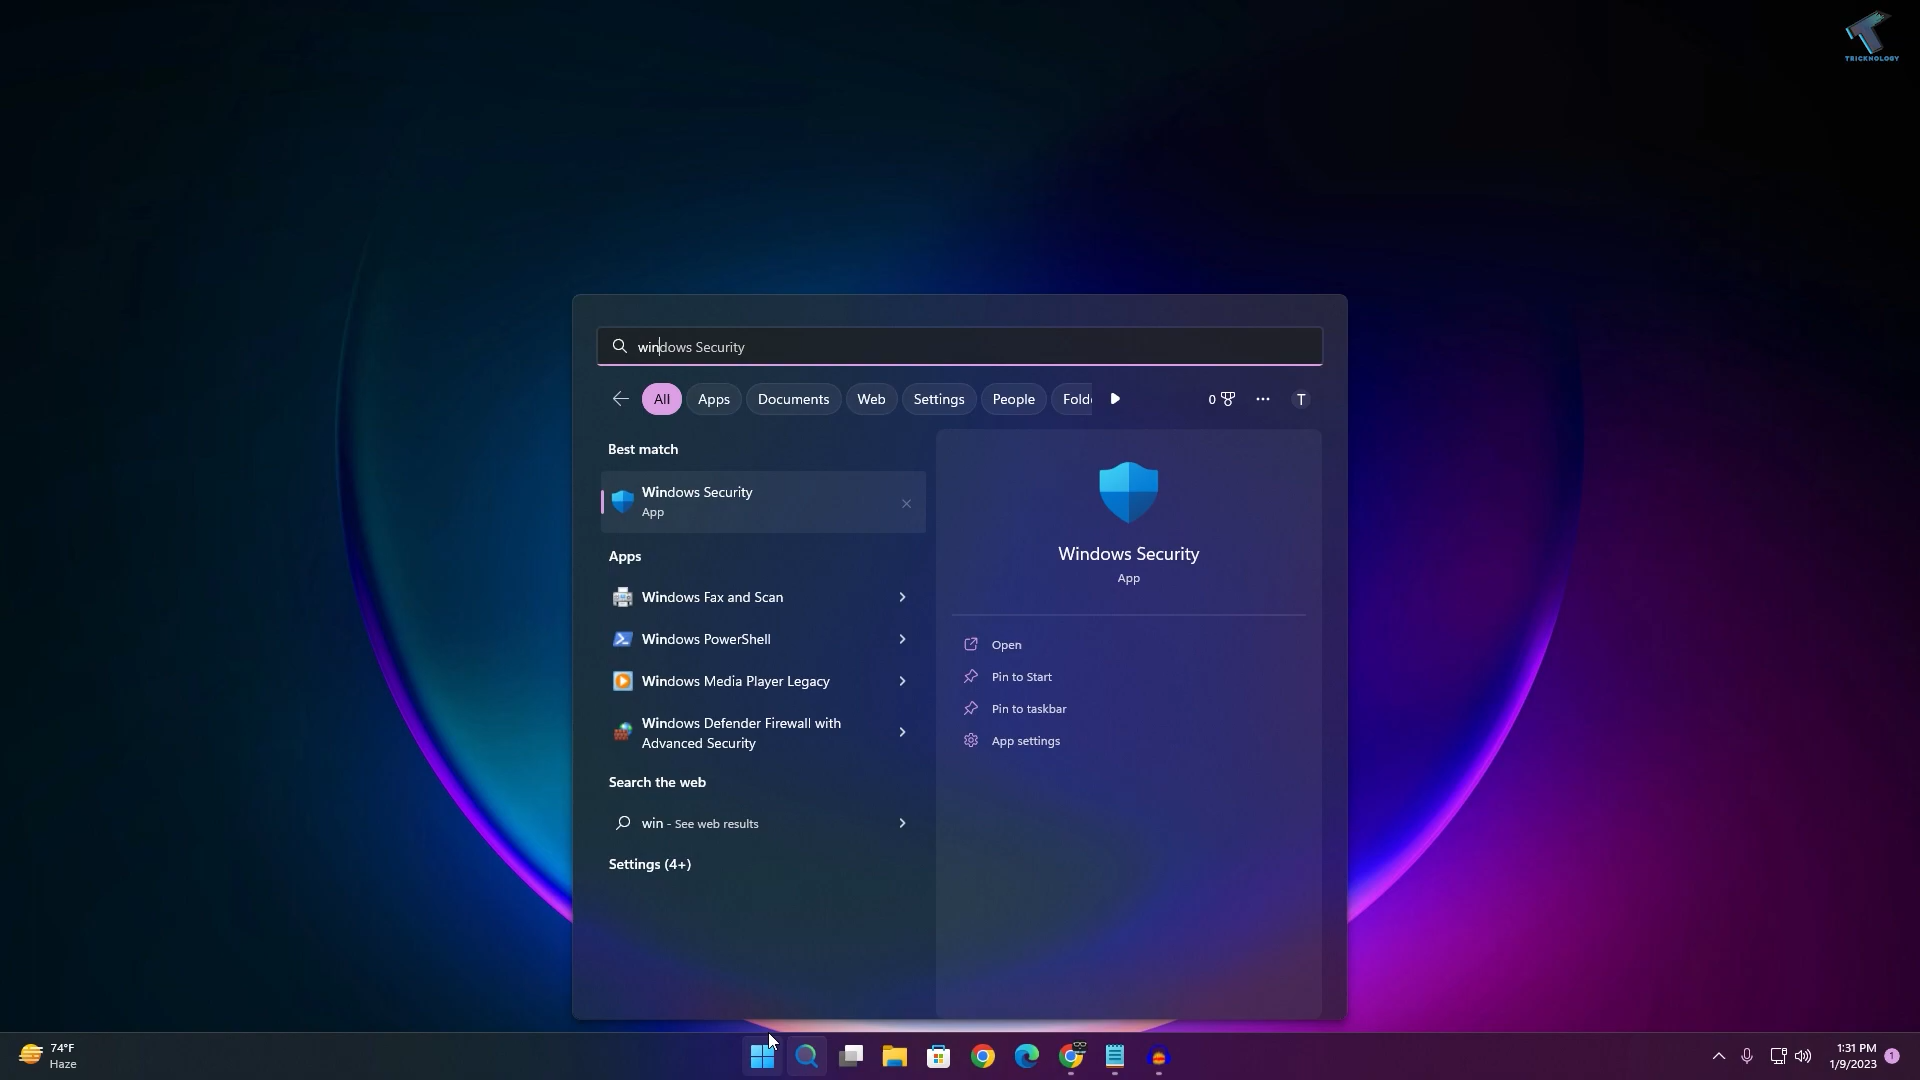 TRICKNOLOGY
windows Security
All Apps Documents Web Settings People Fold 0 T
Best match
Windows Security
App
Apps
Windows Fax and Scan
Windows PowerShell
Windows Media Player Legacy
Windows Defender Firewall with
Advanced Security
Search the web
win - See web results
Settings (4+)
Windows Security
App
Open
Pin to Start
Pin to taskbar
App settings
74°F
Haze
1:31 PM
1/9/2023
1